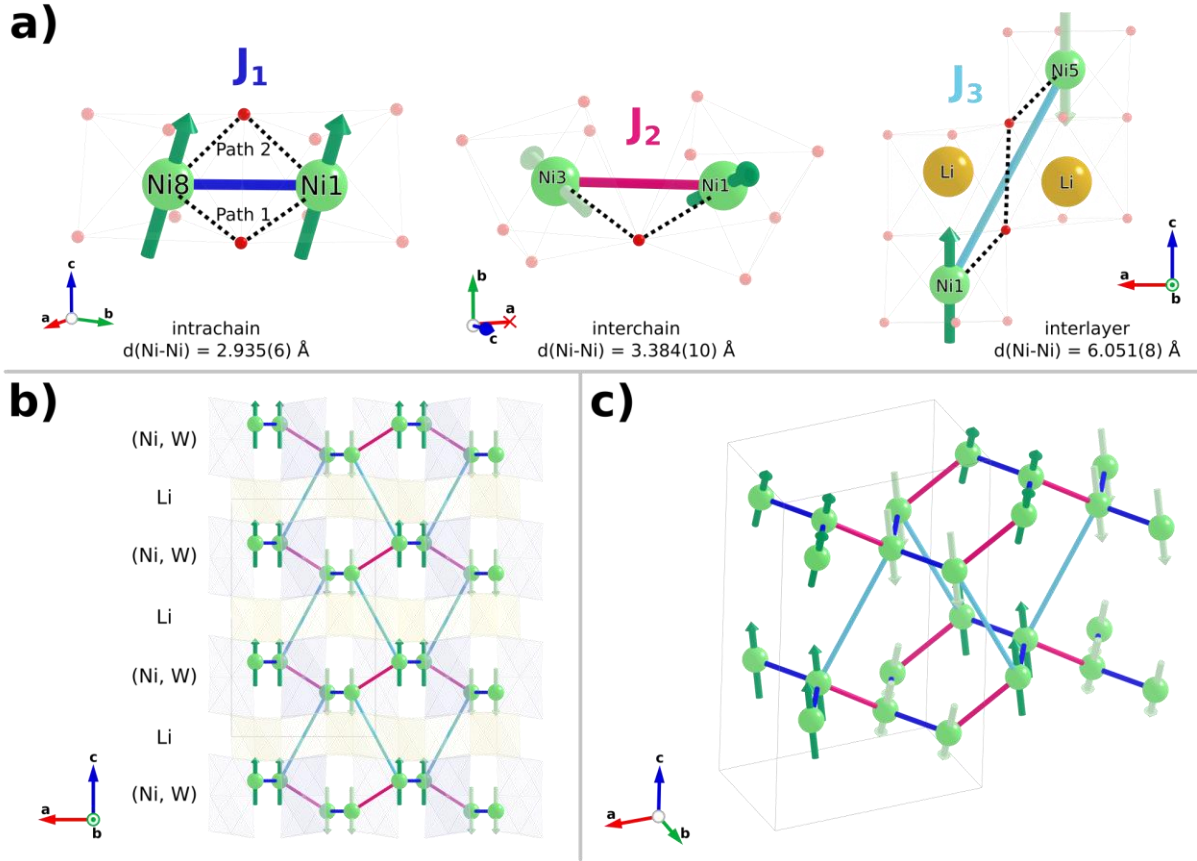 a)
J1
Path 2
Ni8
Ni1
Path 1
c
a
b
intrachain
d(Ni-Ni) = 2.935(6) Å
J2
Ni3
Ni1
b
a
c
interchain
d(Ni-Ni) = 3.384(10) Å
J3
Ni5
Li
Li
Ni1
c
a
b
interlayer
d(Ni-Ni) = 6.051(8) Å
b)
(Ni, W)
Li
(Ni, W)
Li
(Ni, W)
Li
(Ni, W)
c
a
b
c)
c
a
b